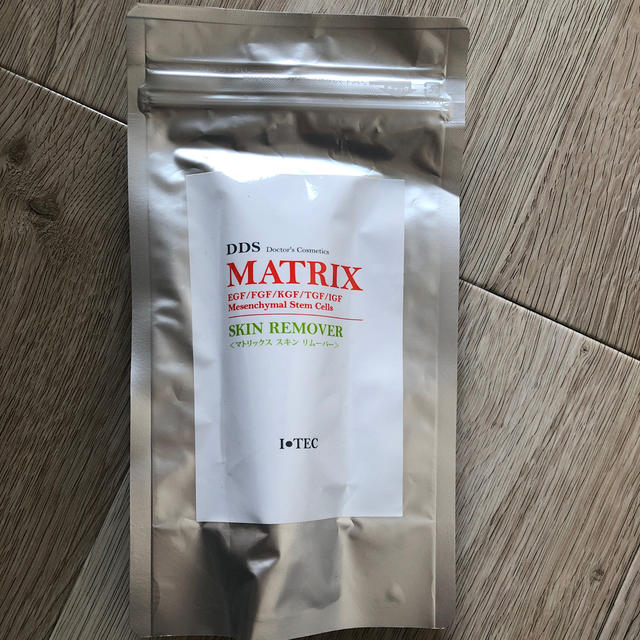 DDS Doctor's Cosmetics
MATRIX
EGF/FGF/KGF/TGF/IGF
Mesenchymal Stem Cells
SKIN REMOVER
<マトリックス スキン リムーバー>
I●TEC